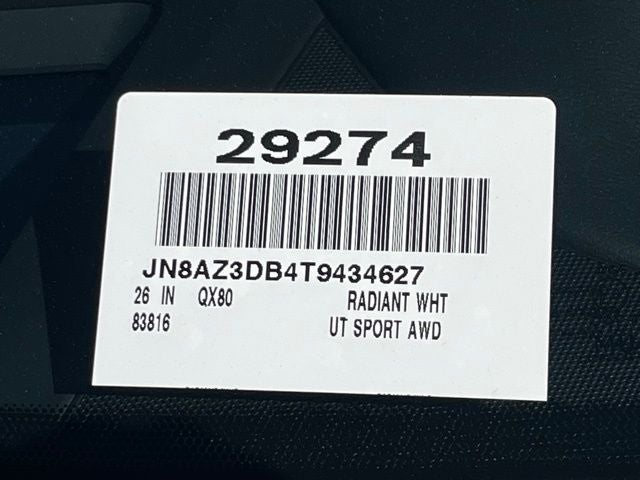 29274
JN8AZ3DB4T9434627
26 IN QX80 RADIANT WHT
83816 UT SPORT AWD